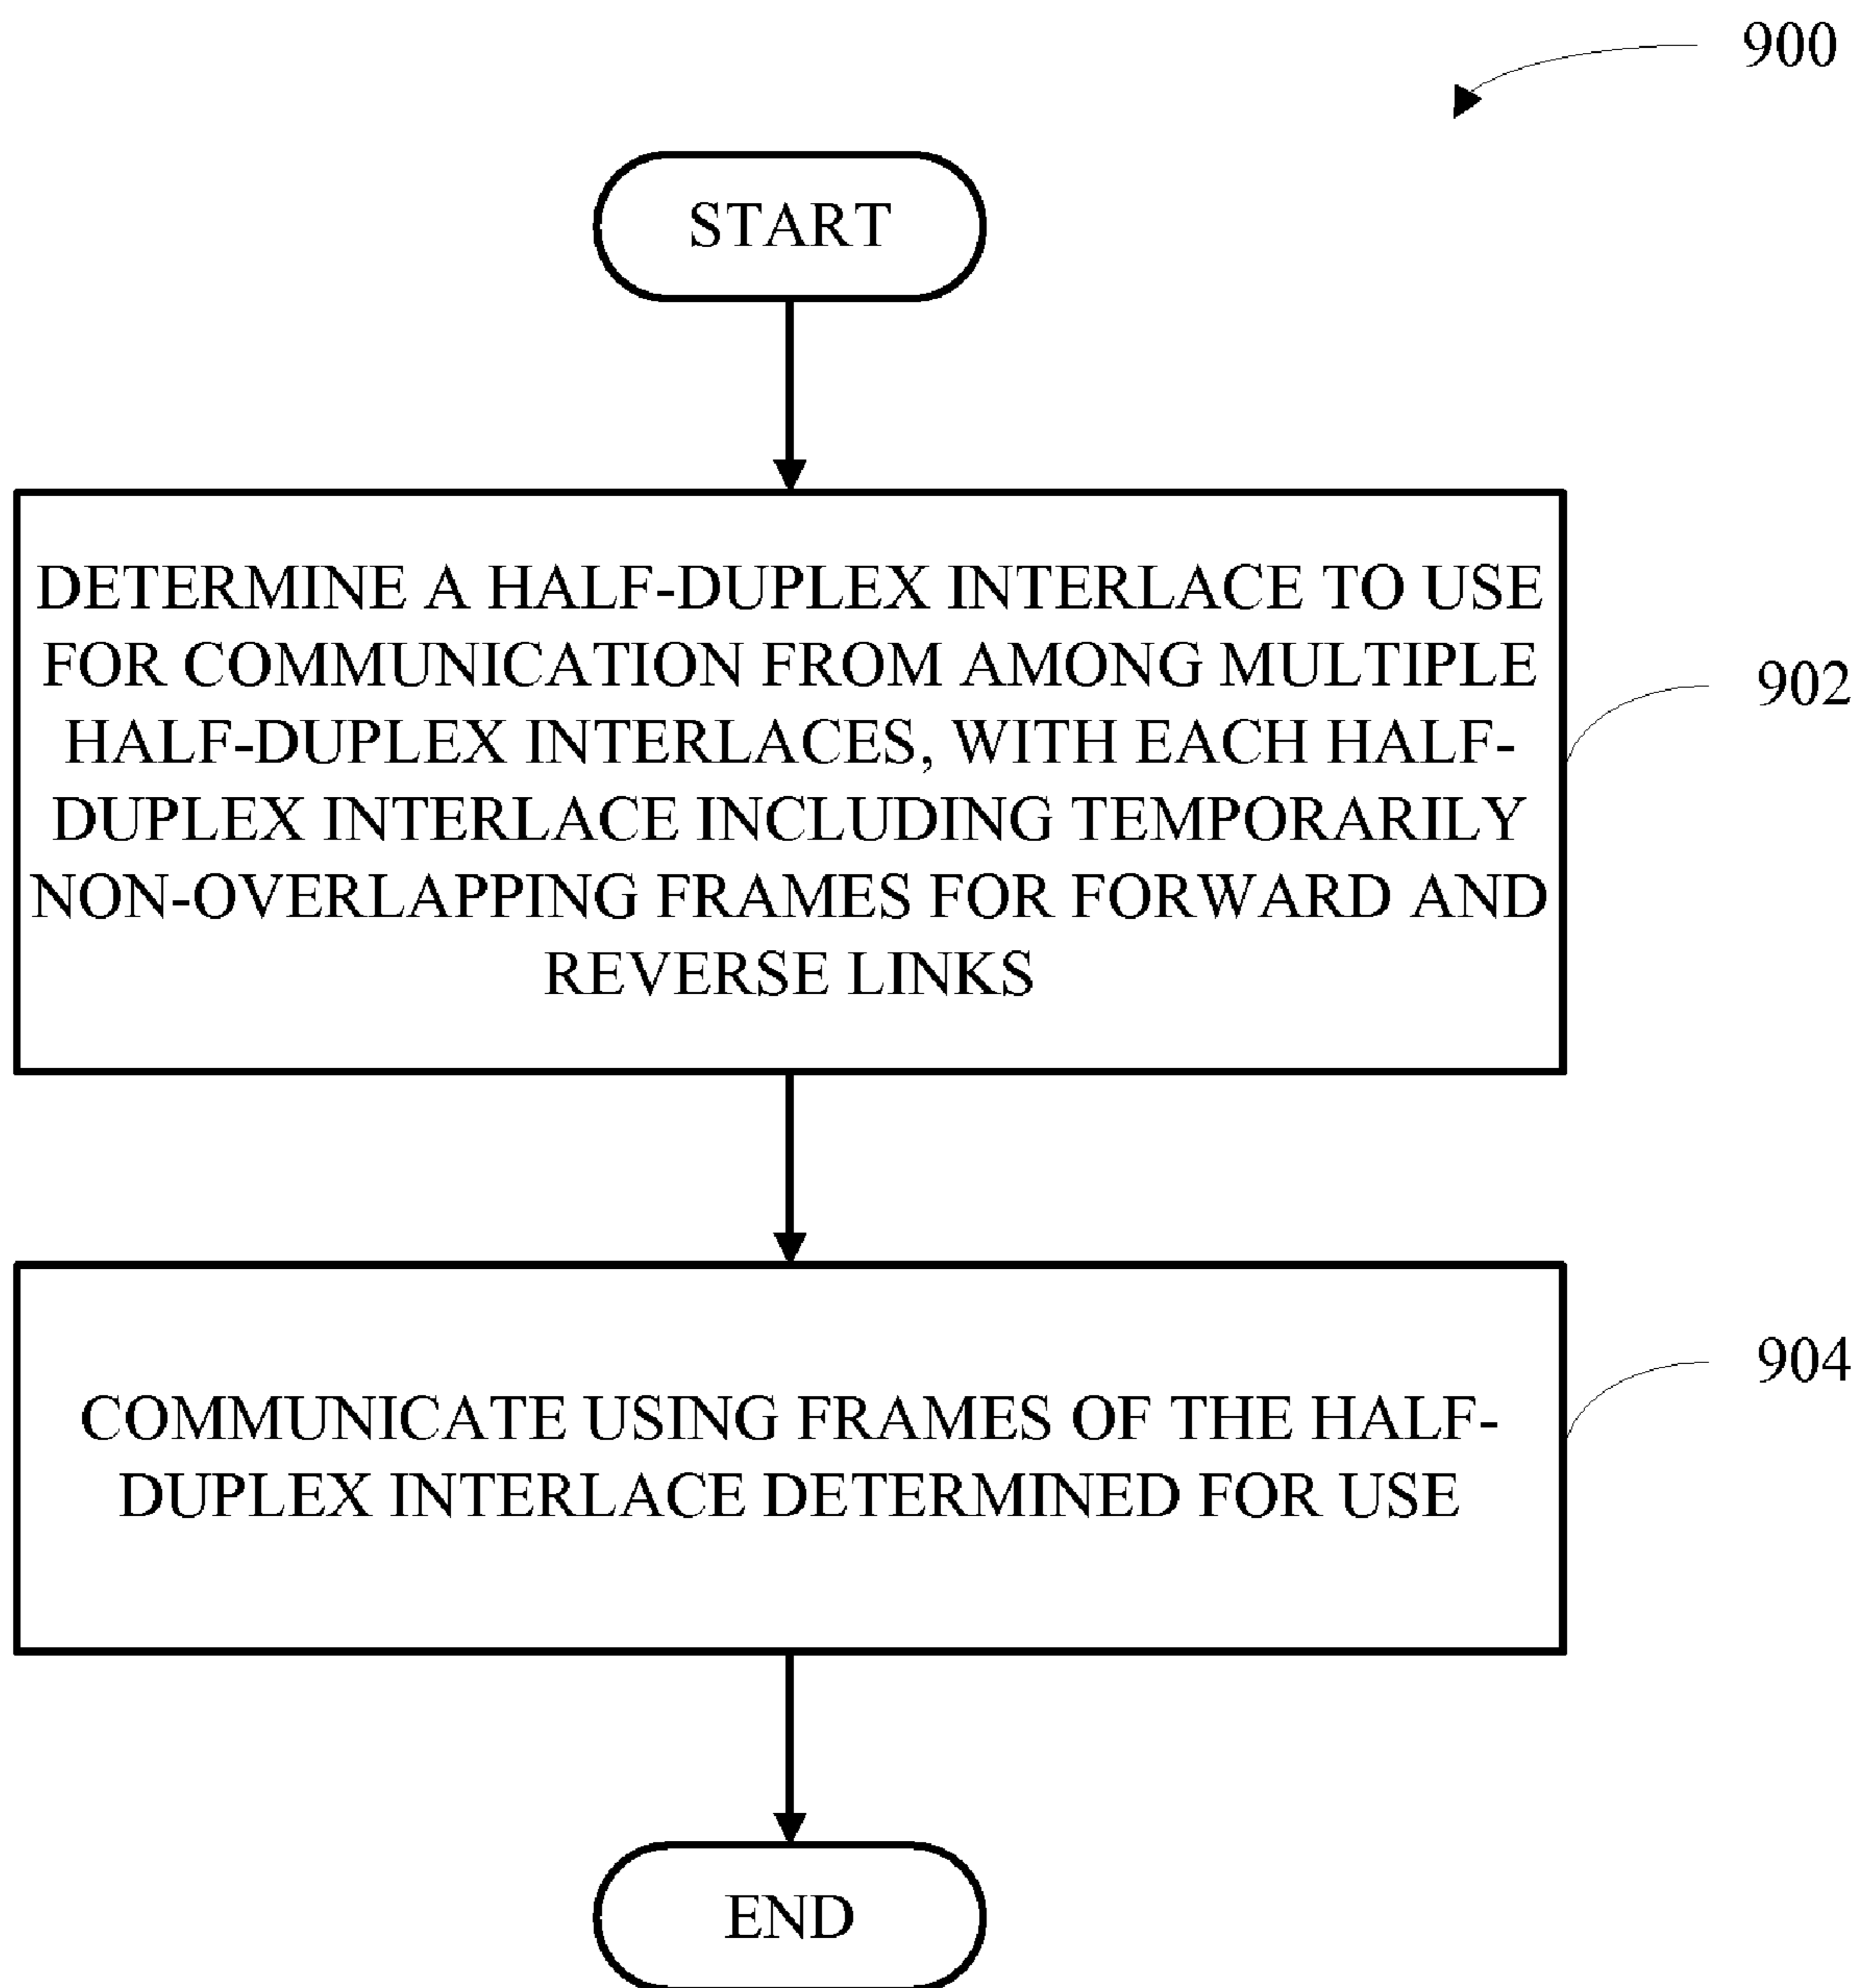 900
START
DETERMINE A HALF-DUPLEX INTERLACE TO USE
FOR COMMUNICATION FROM AMONG MULTIPLE
HALF-DUPLEX INTERLACES, WITH EACH HALF-
DUPLEX INTERLACE INCLUDING TEMPORARILY
NON-OVERLAPPING FRAMES FOR FORWARD AND
REVERSE LINKS
902
COMMUNICATE USING FRAMES OF THE HALF-
DUPLEX INTERLACE DETERMINED FOR USE
904
END